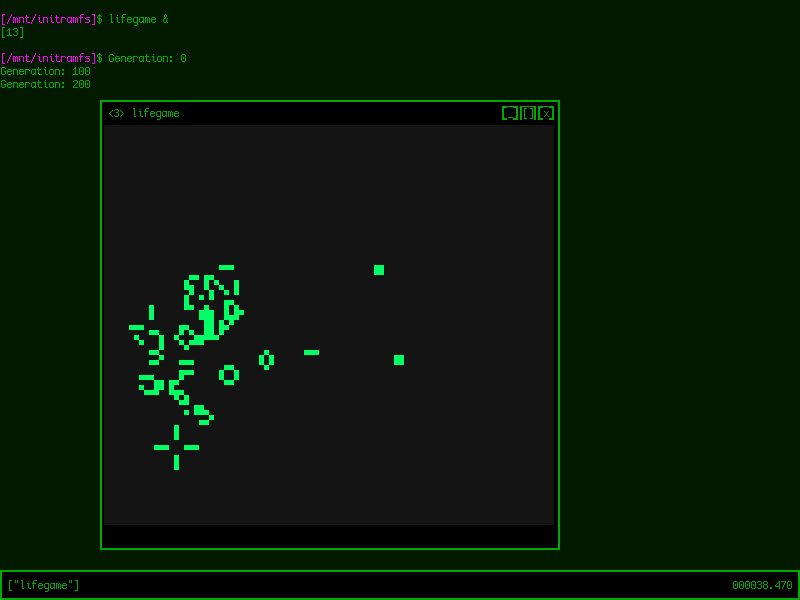 [/mnt/initramfs]$ lifegame &
[13]
[/mnt/initramfs]$ Generation: 0
Generation: 100
Generation: 200
<3> lifegame [_][][x]
["lifegame"] 000038.470